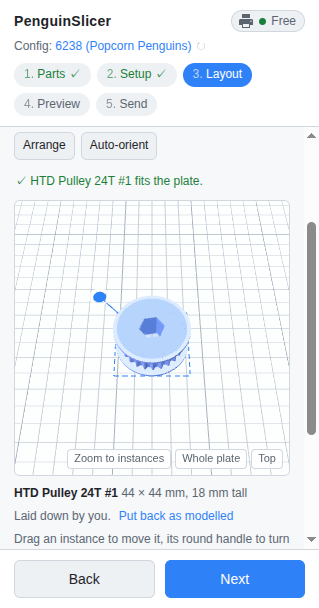 PenguinSlicer
Free
Config: 6238 (Popcorn Penguins)
1. Parts ✓
2. Setup ✓
3. Layout
4. Preview
5. Send
Arrange
Auto-orient
✓ HTD Pulley 24T #1 fits the plate.
Zoom to instances
Whole plate
Top
HTD Pulley 24T #1 44 × 44 mm, 18 mm tall
Laid down by you. Put back as modelled
Drag an instance to move it, its round handle to turn
Back
Next